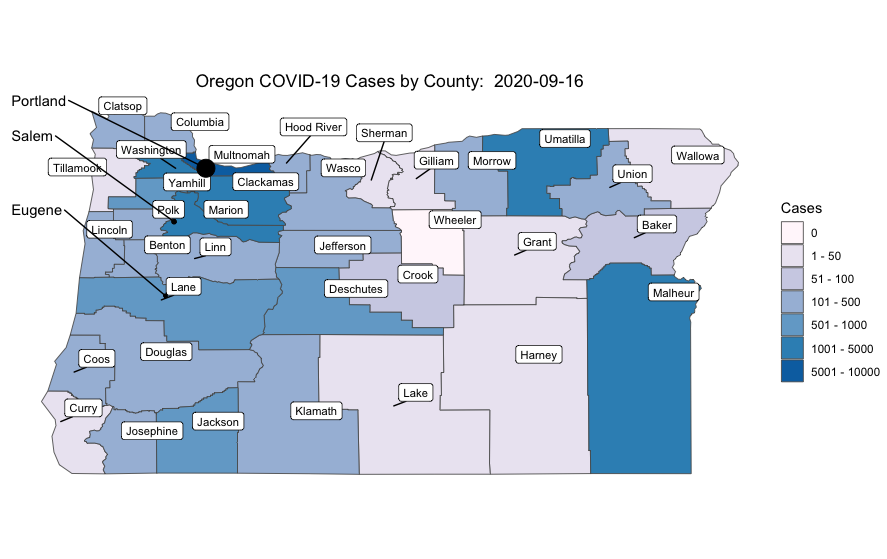 Oregon COVID-19 Cases by County:  2020-09-16
Portland
Clatsop
Columbia
Hood River
Sherman
Salem
Washington
Multnomah
Umatilla
Tillamook
Wasco
Gilliam
Morrow
Wallowa
Yamhill
Clackamas
Union
Eugene
Polk
Marion
Wheeler
Baker
Lincoln
Benton
Linn
Jefferson
Grant
Crook
Lane
Deschutes
Malheur
Coos
Douglas
Harney
Curry
Lake
Josephine
Jackson
Klamath
Cases
0
1 - 50
51 - 100
101 - 500
501 - 1000
1001 - 5000
5001 - 10000